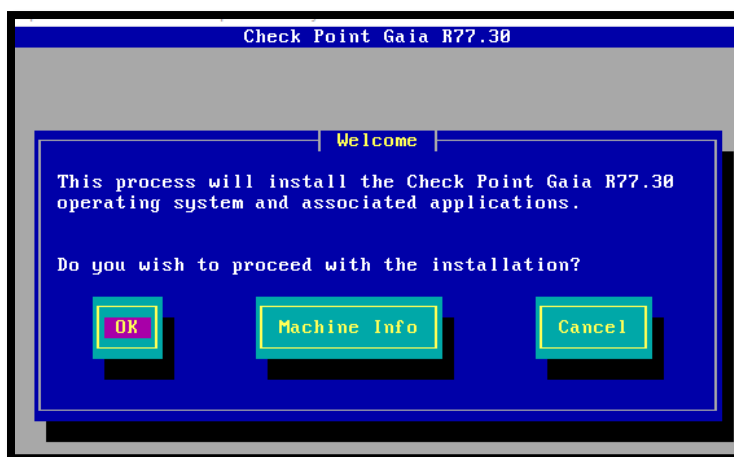 Check Point Gaia R77.30
Welcome
This process will install the Check Point Gaia R77.30
operating system and associated applications.
Do you wish to proceed with the installation?
OK Machine Info Cancel